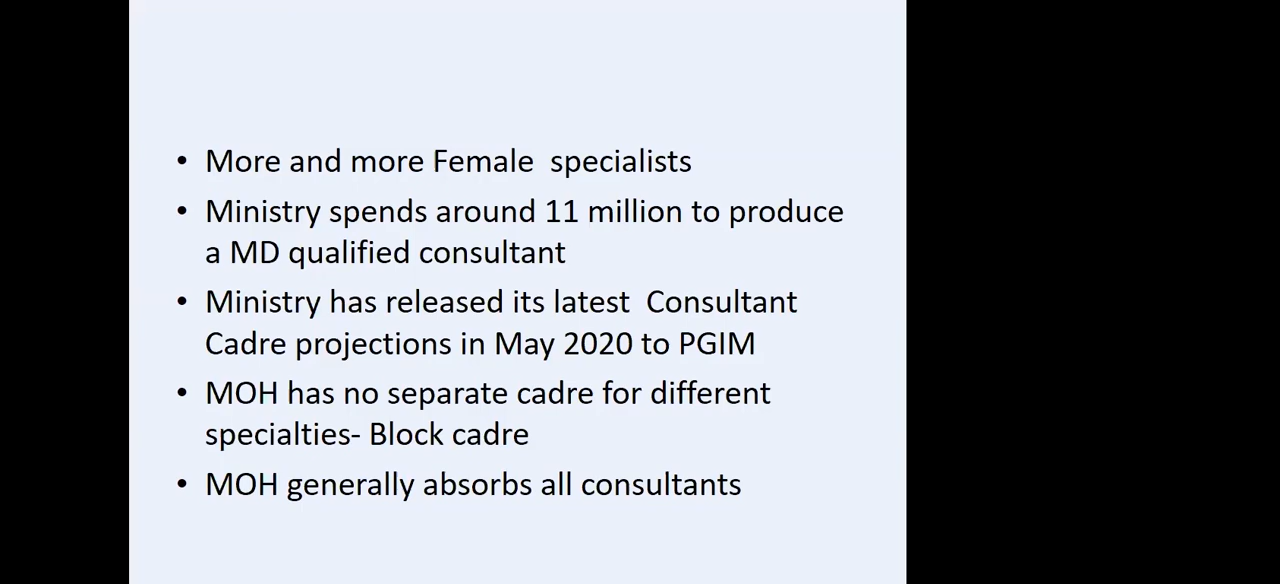 • More and more Female  specialists
• Ministry spends around 11 million to produce
a MD qualified consultant
• Ministry has released its latest  Consultant
Cadre projections in May 2020 to PGIM
• MOH has no separate cadre for different
specialties- Block cadre
• MOH generally absorbs all consultants